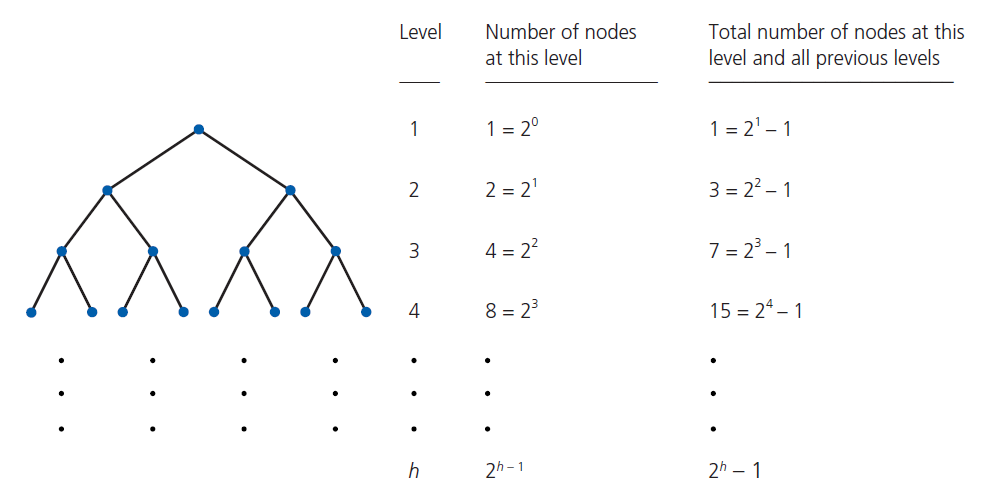 Level Number of nodes Total number of nodes at this
at this level level and all previous levels
1 1 = 2⁰ 1 = 2¹ – 1
2 2 = 2¹ 3 = 2² – 1
3 4 = 2² 7 = 2³ – 1
4 8 = 2³ 15 = 2⁴ – 1
h 2ʰ⁻¹ 2ʰ – 1